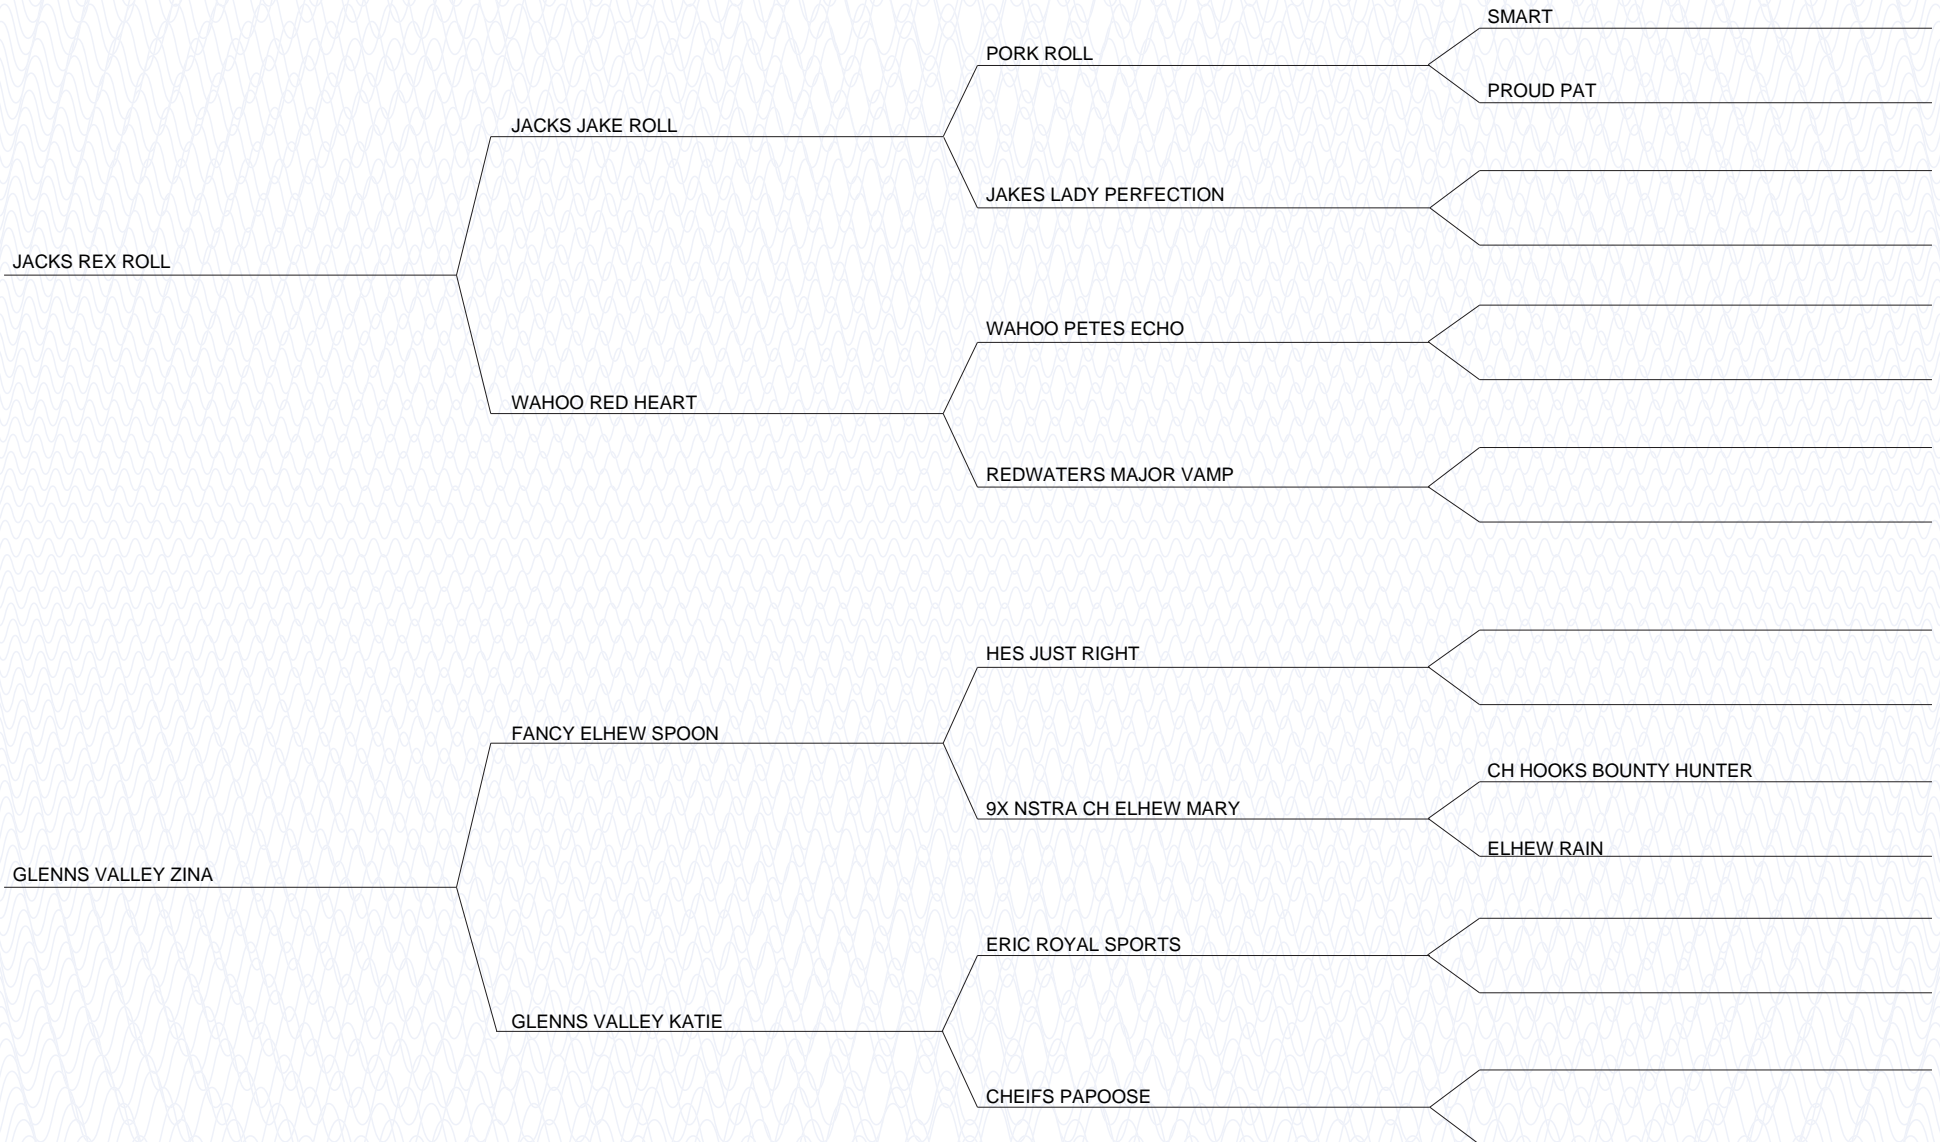 SMART
PORK ROLL
PROUD PAT
JACKS JAKE ROLL
JAKES LADY PERFECTION
JACKS REX ROLL
WAHOO PETES ECHO
WAHOO RED HEART
REDWATERS MAJOR VAMP
HES JUST RIGHT
FANCY ELHEW SPOON
CH HOOKS BOUNTY HUNTER
9X NSTRA CH ELHEW MARY
ELHEW RAIN
GLENNS VALLEY ZINA
ERIC ROYAL SPORTS
GLENNS VALLEY KATIE
CHEIFS PAPOOSE